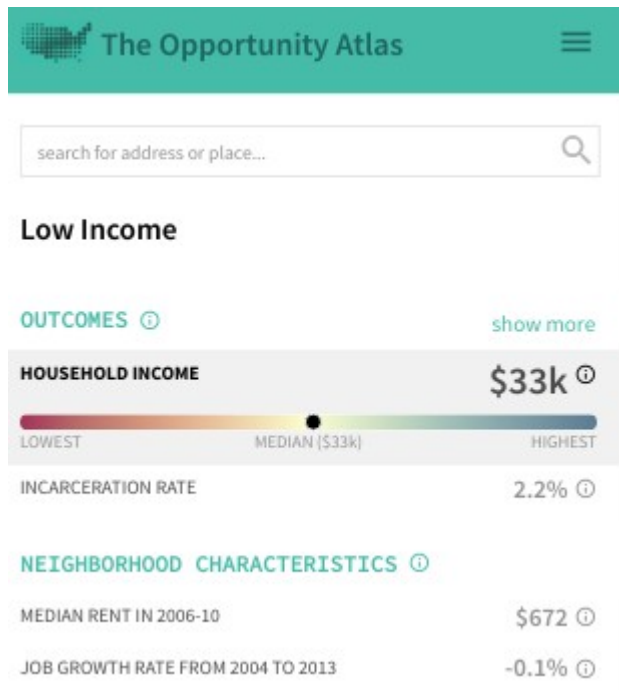 The Opportunity Atlas
search for address or place...
Low Income
OUTCOMES
show more
HOUSEHOLD INCOME
$33k
LOWEST
MEDIAN ($33k)
HIGHEST
INCARCERATION RATE
2.2%
NEIGHBORHOOD CHARACTERISTICS
MEDIAN RENT IN 2006-10
$672
JOB GROWTH RATE FROM 2004 TO 2013
-0.1%